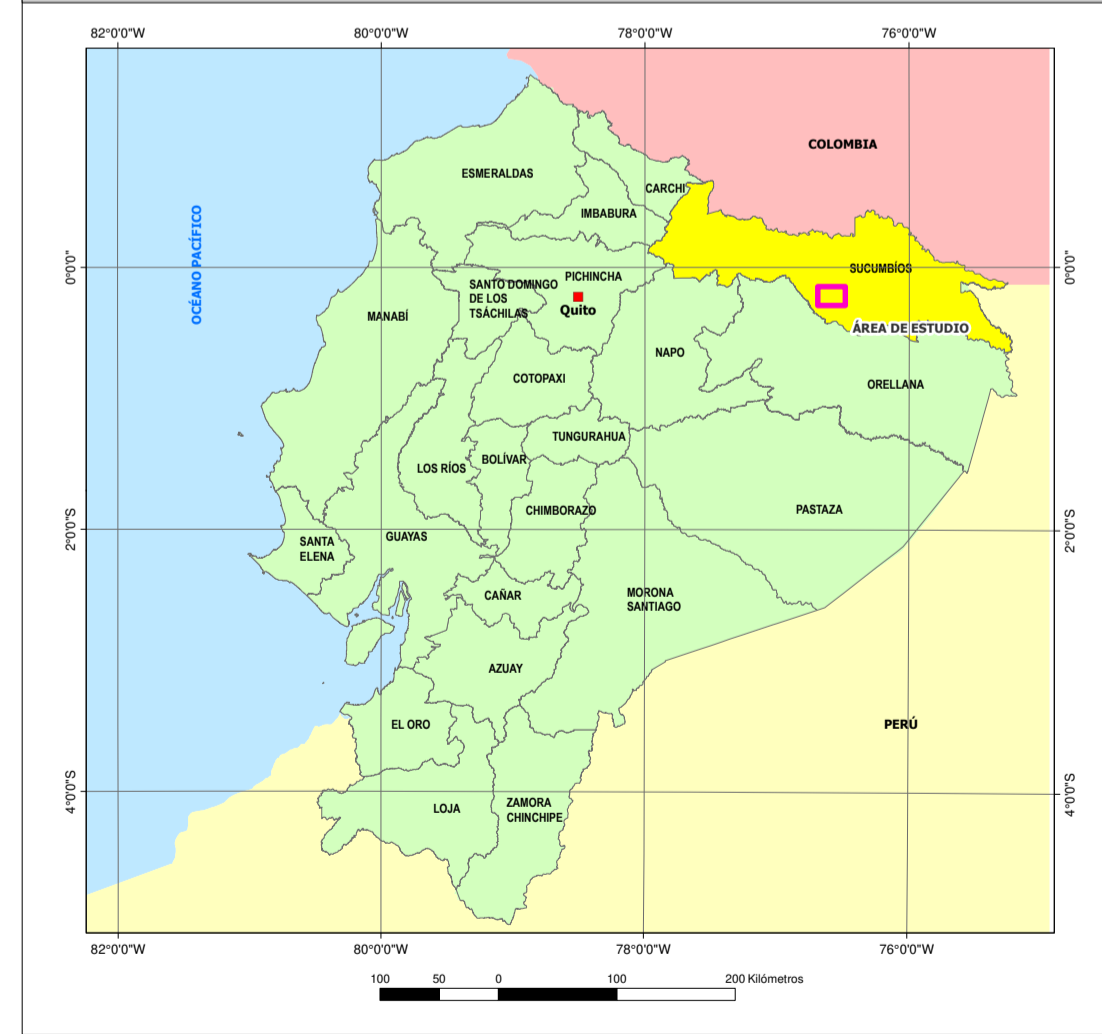 82°0'0"W
80°0'0"W
78°0'0"W
76°0'0"W
COLOMBIA
ESMERALDAS
CARCHI
IMBABURA
OCÉANO PACÍFICO
0°0'0"
SUCUMBÍOS
0°0'0"
PICHINCHA
SANTO DOMINGO
DE LOS
TSÁCHILAS
Quito
MANABÍ
ÁREA DE ESTUDIO
NAPO
COTOPAXI
ORELLANA
TUNGURAHUA
BOLÍVAR
LOS RÍOS
CHIMBORAZO
PASTAZA
2°0'0"S
2°0'0"S
GUAYAS
SANTA
ELENA
CAÑAR
MORONA
SANTIAGO
AZUAY
EL ORO
PERÚ
4°0'0"S
4°0'0"S
LOJA
ZAMORA
CHINCHIPE
82°0'0"W
80°0'0"W
78°0'0"W
76°0'0"W
100 50 0 100 200 Kilómetros